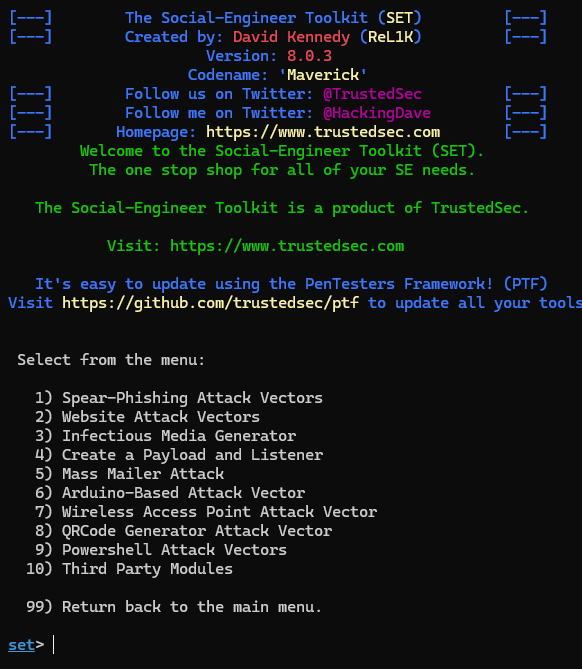 [---]        The Social-Engineer Toolkit (SET)         [---]
[---]        Created by: David Kennedy (ReL1K)         [---]
                      Version: 8.0.3
                    Codename: 'Maverick'
[---]        Follow us on Twitter: @TrustedSec         [---]
[---]        Follow me on Twitter: @HackingDave        [---]
[---]       Homepage: https://www.trustedsec.com       [---]
        Welcome to the Social-Engineer Toolkit (SET).
         The one stop shop for all of your SE needs.

   The Social-Engineer Toolkit is a product of TrustedSec.

           Visit: https://www.trustedsec.com

   It's easy to update using the PenTesters Framework! (PTF)
Visit https://github.com/trustedsec/ptf to update all your tools

 Select from the menu:

   1) Spear-Phishing Attack Vectors
   2) Website Attack Vectors
   3) Infectious Media Generator
   4) Create a Payload and Listener
   5) Mass Mailer Attack
   6) Arduino-Based Attack Vector
   7) Wireless Access Point Attack Vector
   8) QRCode Generator Attack Vector
   9) Powershell Attack Vectors
  10) Third Party Modules

  99) Return back to the main menu.

set>